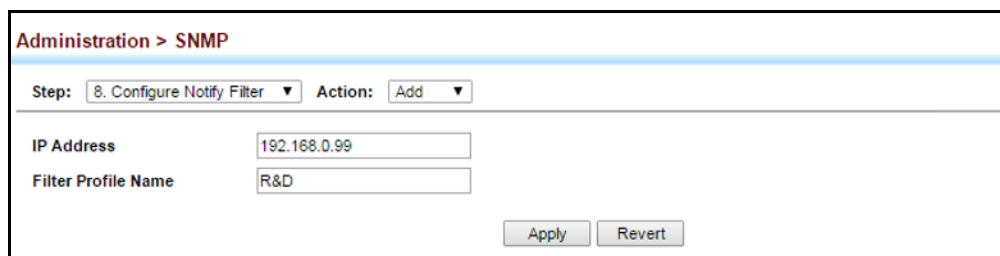 Administration > SNMP
Step: 8. Configure Notify Filter Action: Add
IP Address 192.168.0.99
Filter Profile Name R&D
Apply Revert